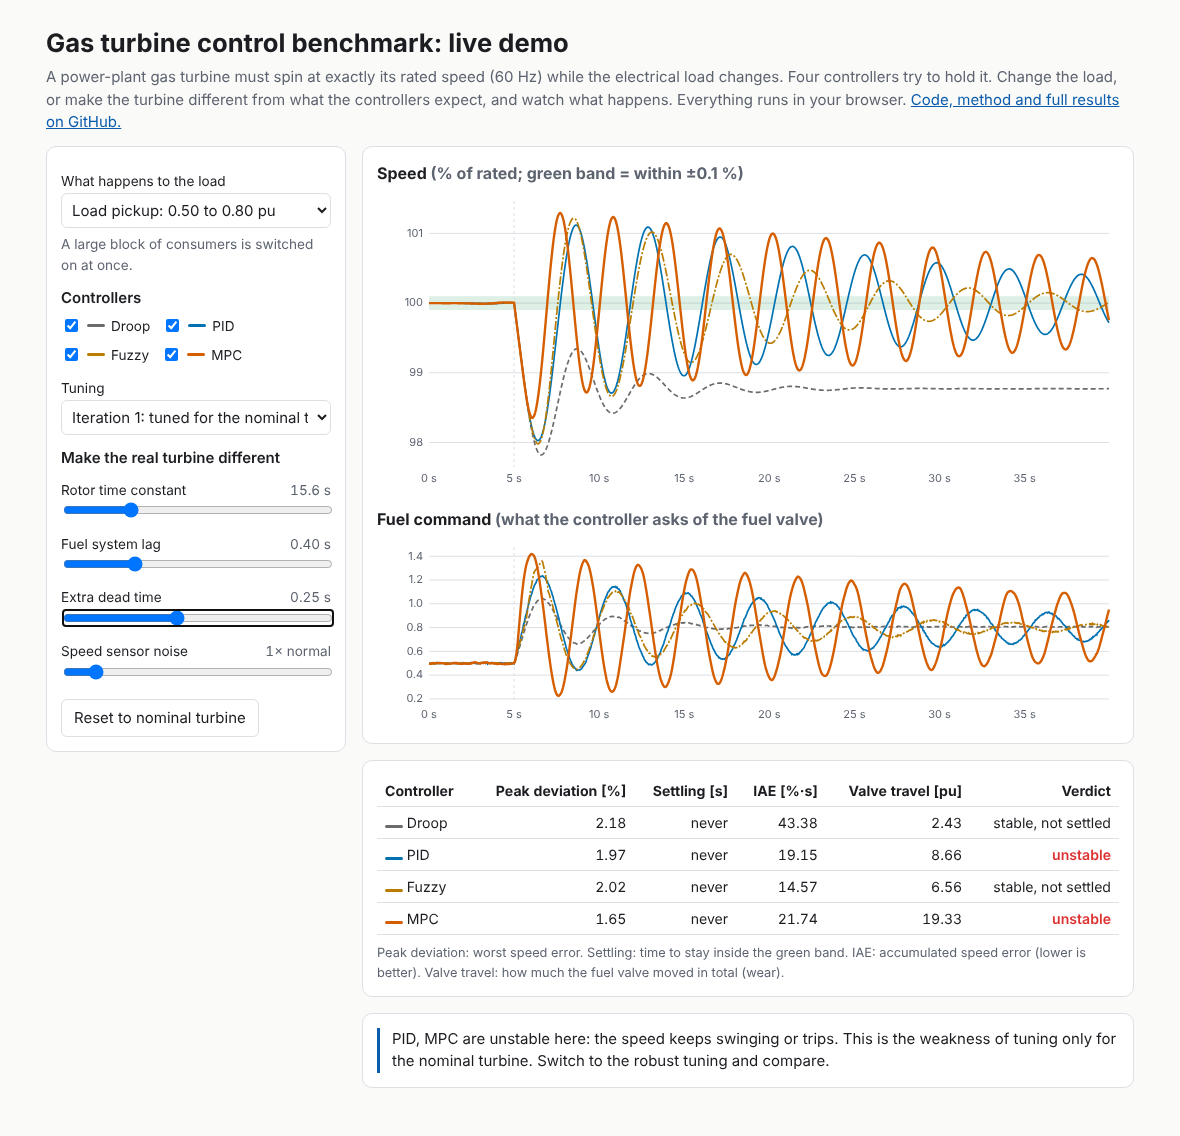 Gas turbine control benchmark: live demo
A power-plant gas turbine must spin at exactly its rated speed (60 Hz) while the electrical load changes. Four controllers try to hold it. Change the load,
or make the turbine different from what the controllers expect, and watch what happens. Everything runs in your browser. Code, method and full results
on GitHub.
What happens to the load
Load pickup: 0.50 to 0.80 pu
A large block of consumers is switched
on at once.
Controllers
Droop PID
Fuzzy MPC
Tuning
Iteration 1: tuned for the nominal t
Make the real turbine different
Rotor time constant 15.6 s
Fuel system lag 0.40 s
Extra dead time 0.25 s
Speed sensor noise 1× normal
Reset to nominal turbine
Speed (% of rated; green band = within ±0.1 %)
101
100
99
98
0 s 5 s 10 s 15 s 20 s 25 s 30 s 35 s
Fuel command (what the controller asks of the fuel valve)
1.4
1.2
1.0
0.8
0.6
0.4
0.2
0 s 5 s 10 s 15 s 20 s 25 s 30 s 35 s
Controller Peak deviation [%] Settling [s] IAE [%·s] Valve travel [pu] Verdict
Droop 2.18 never 43.38 2.43 stable, not settled
PID 1.97 never 19.15 8.66 unstable
Fuzzy 2.02 never 14.57 6.56 stable, not settled
MPC 1.65 never 21.74 19.33 unstable
Peak deviation: worst speed error. Settling: time to stay inside the green band. IAE: accumulated speed error (lower is
better). Valve travel: how much the fuel valve moved in total (wear).
PID, MPC are unstable here: the speed keeps swinging or trips. This is the weakness of tuning only for
the nominal turbine. Switch to the robust tuning and compare.